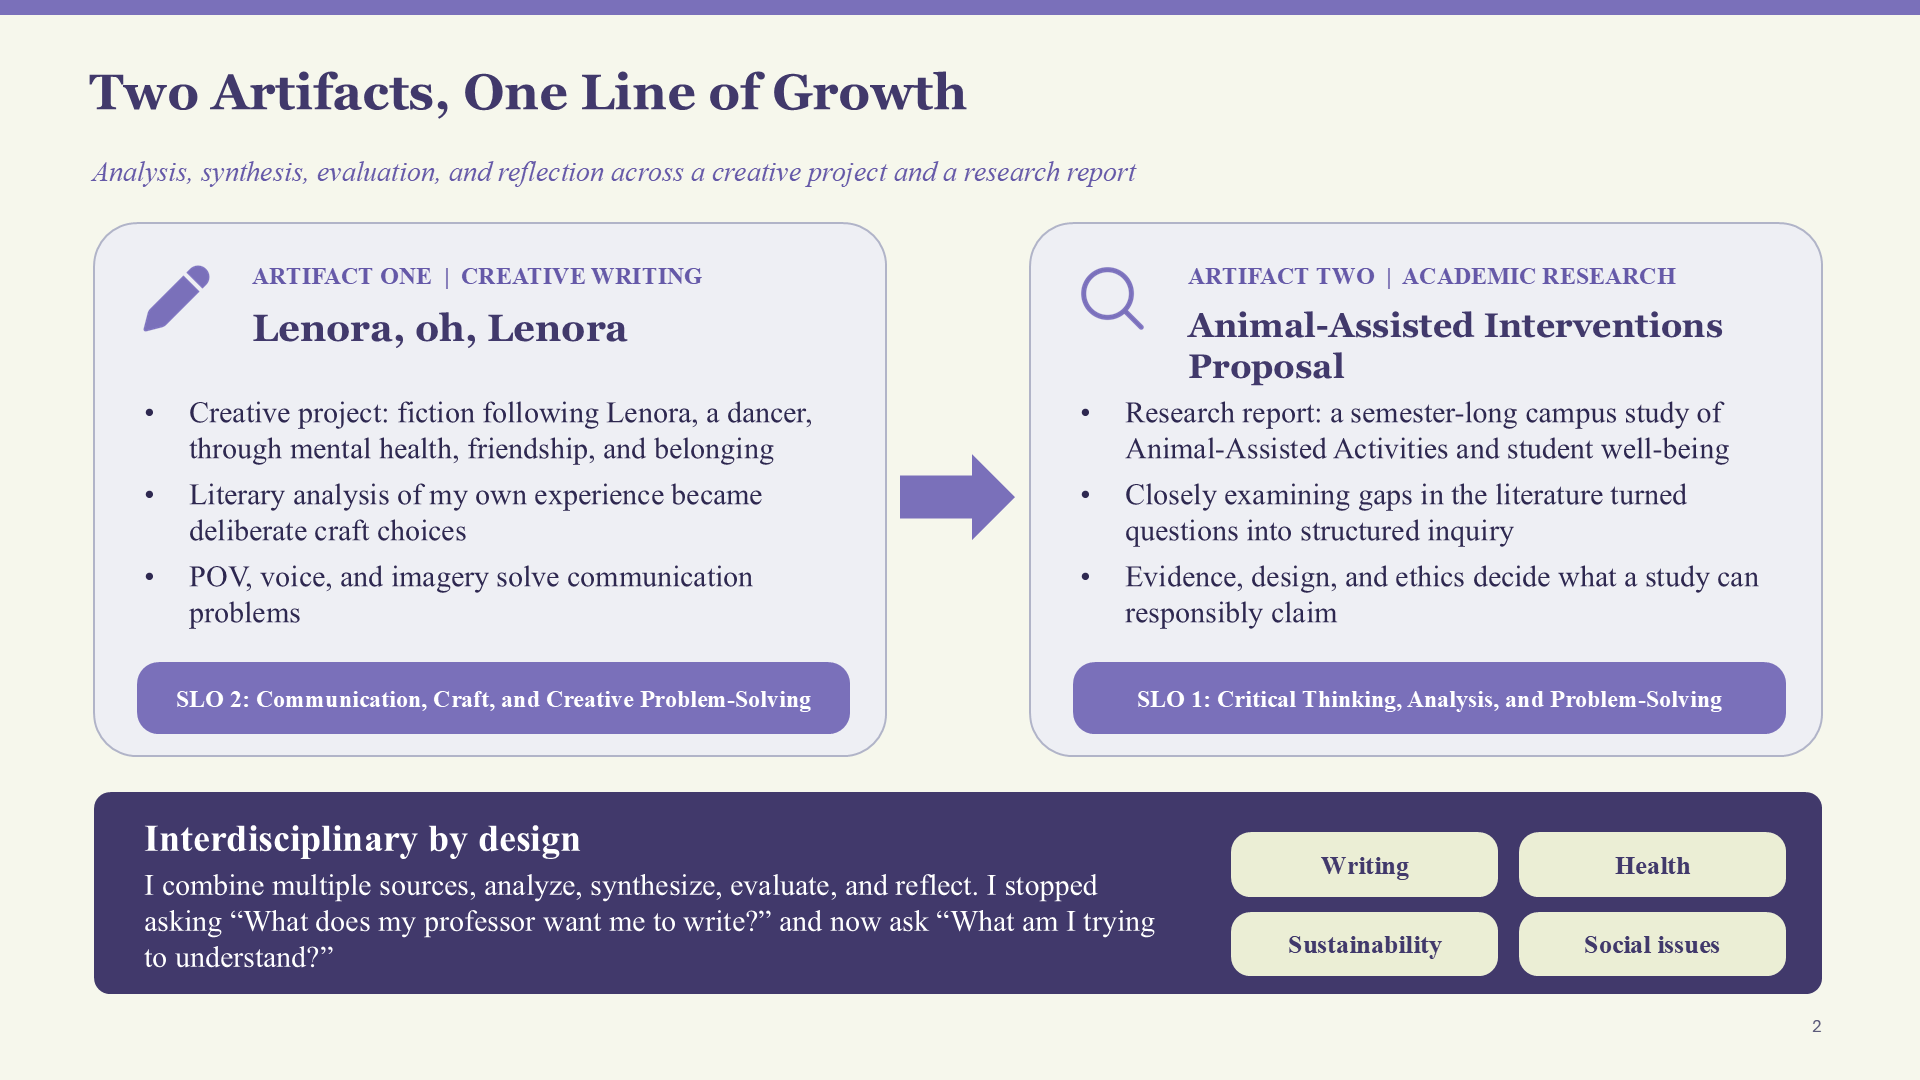 Two Artifacts, One Line of Growth
Analysis, synthesis, evaluation, and reflection across a creative project and a research report
ARTIFACT ONE | CREATIVE WRITING
Lenora, oh, Lenora
• Creative project: fiction following Lenora, a dancer,
through mental health, friendship, and belonging
• Literary analysis of my own experience became
deliberate craft choices
• POV, voice, and imagery solve communication
problems
SLO 2: Communication, Craft, and Creative Problem-Solving
ARTIFACT TWO | ACADEMIC RESEARCH
Animal-Assisted Interventions
Proposal
• Research report: a semester-long campus study of
Animal-Assisted Activities and student well-being
• Closely examining gaps in the literature turned
questions into structured inquiry
• Evidence, design, and ethics decide what a study can
responsibly claim
SLO 1: Critical Thinking, Analysis, and Problem-Solving
Interdisciplinary by design
I combine multiple sources, analyze, synthesize, evaluate, and reflect. I stopped
asking “What does my professor want me to write?” and now ask “What am I trying
to understand?”
Writing
Health
Sustainability
Social issues
2